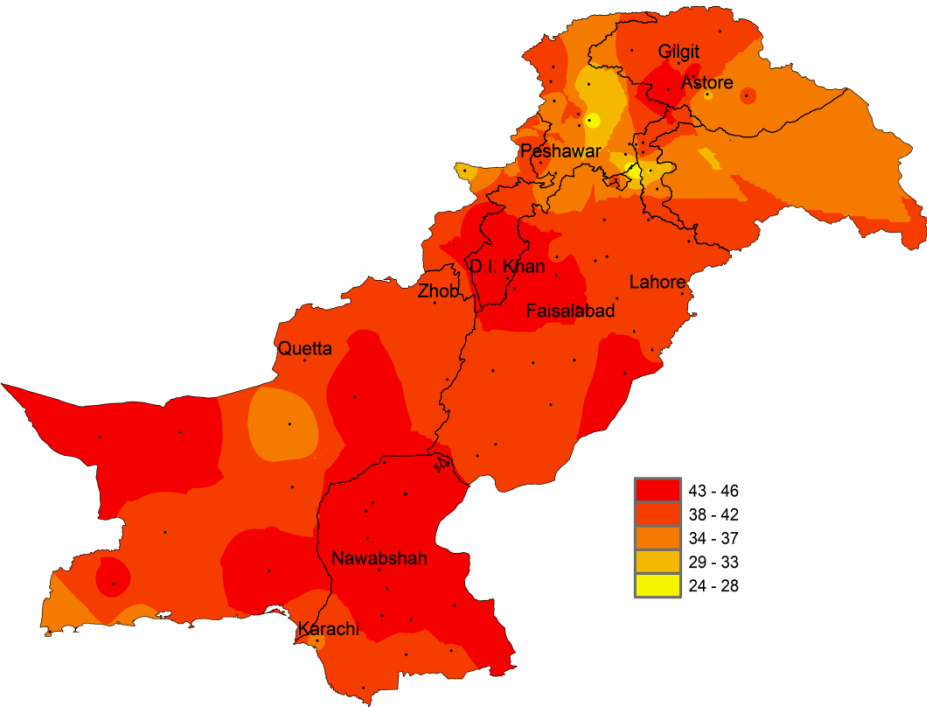 Gilgit
Astore
Peshawar
D.I. Khan
Zhob
Lahore
Faisalabad
Quetta
Nawabshah
Karachi
43 - 46
38 - 42
34 - 37
29 - 33
24 - 28